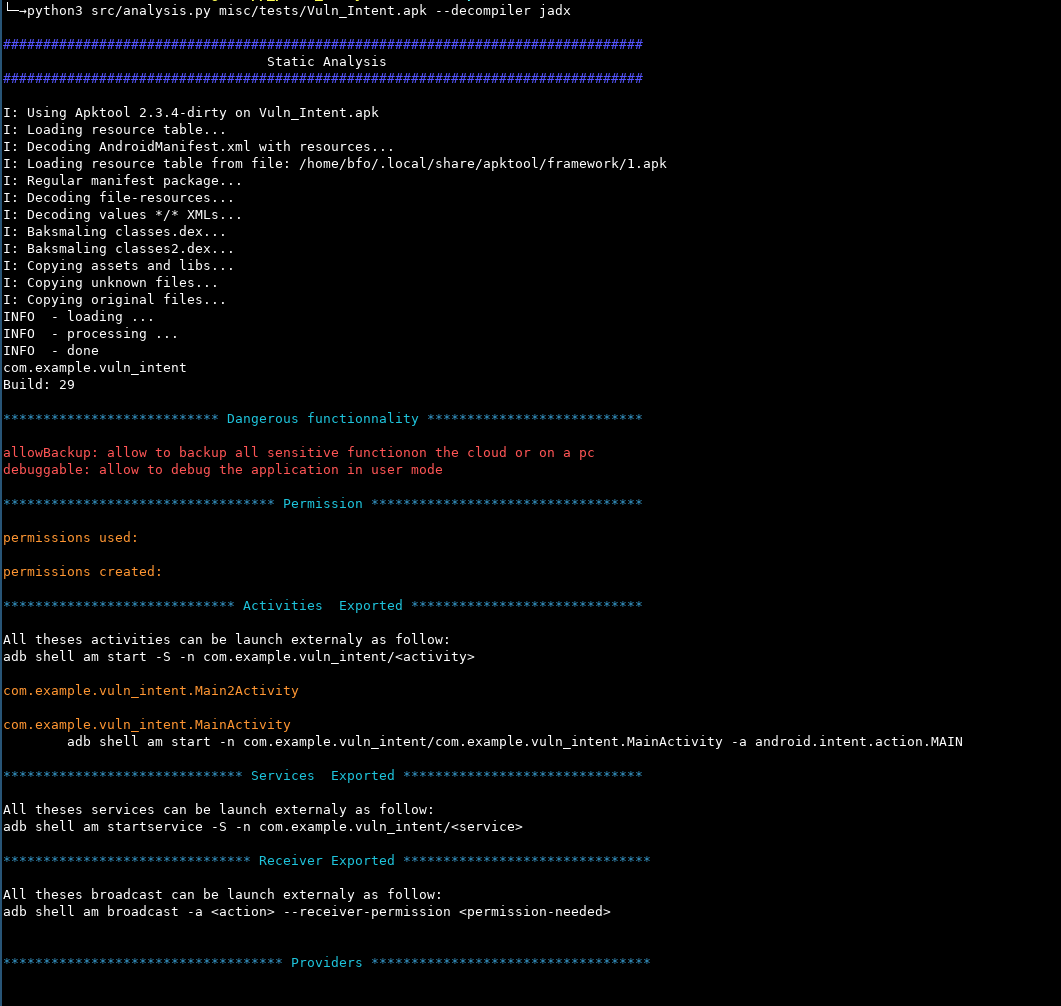 └─→python3 src/analysis.py misc/tests/Vuln_Intent.apk --decompiler jadx
################################################################################
Static Analysis
################################################################################
I: Using Apktool 2.3.4-dirty on Vuln_Intent.apk
I: Loading resource table...
I: Decoding AndroidManifest.xml with resources...
I: Loading resource table from file: /home/bfo/.local/share/apktool/framework/1.apk
I: Regular manifest package...
I: Decoding file-resources...
I: Decoding values */* XMLs...
I: Baksmaling classes.dex...
I: Baksmaling classes2.dex...
I: Copying assets and libs...
I: Copying unknown files...
I: Copying original files...
INFO  - loading ...
INFO  - processing ...
INFO  - done
com.example.vuln_intent
Build: 29
*************************** Dangerous functionnality ***************************
allowBackup: allow to backup all sensitive functionon the cloud or on a pc
debuggable: allow to debug the application in user mode
********************************** Permission **********************************
permissions used:
permissions created:
***************************** Activities  Exported *****************************
All theses activities can be launch externaly as follow:
adb shell am start -S -n com.example.vuln_intent/<activity>
com.example.vuln_intent.Main2Activity
com.example.vuln_intent.MainActivity
adb shell am start -n com.example.vuln_intent/com.example.vuln_intent.MainActivity -a android.intent.action.MAIN
****************************** Services  Exported ******************************
All theses services can be launch externaly as follow:
adb shell am startservice -S -n com.example.vuln_intent/<service>
******************************* Receiver Exported *******************************
All theses broadcast can be launch externaly as follow:
adb shell am broadcast -a <action> --receiver-permission <permission-needed>
*********************************** Providers ***********************************